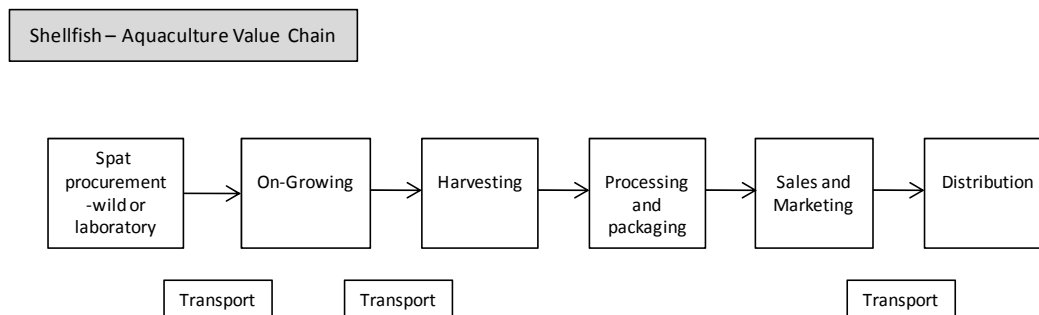 Shellfish – Aquaculture Value Chain
Spat
procurement
-wild or
laboratory
On-Growing
Harvesting
Processing
and
packaging
Sales and
Marketing
Distribution
Transport
Transport
Transport